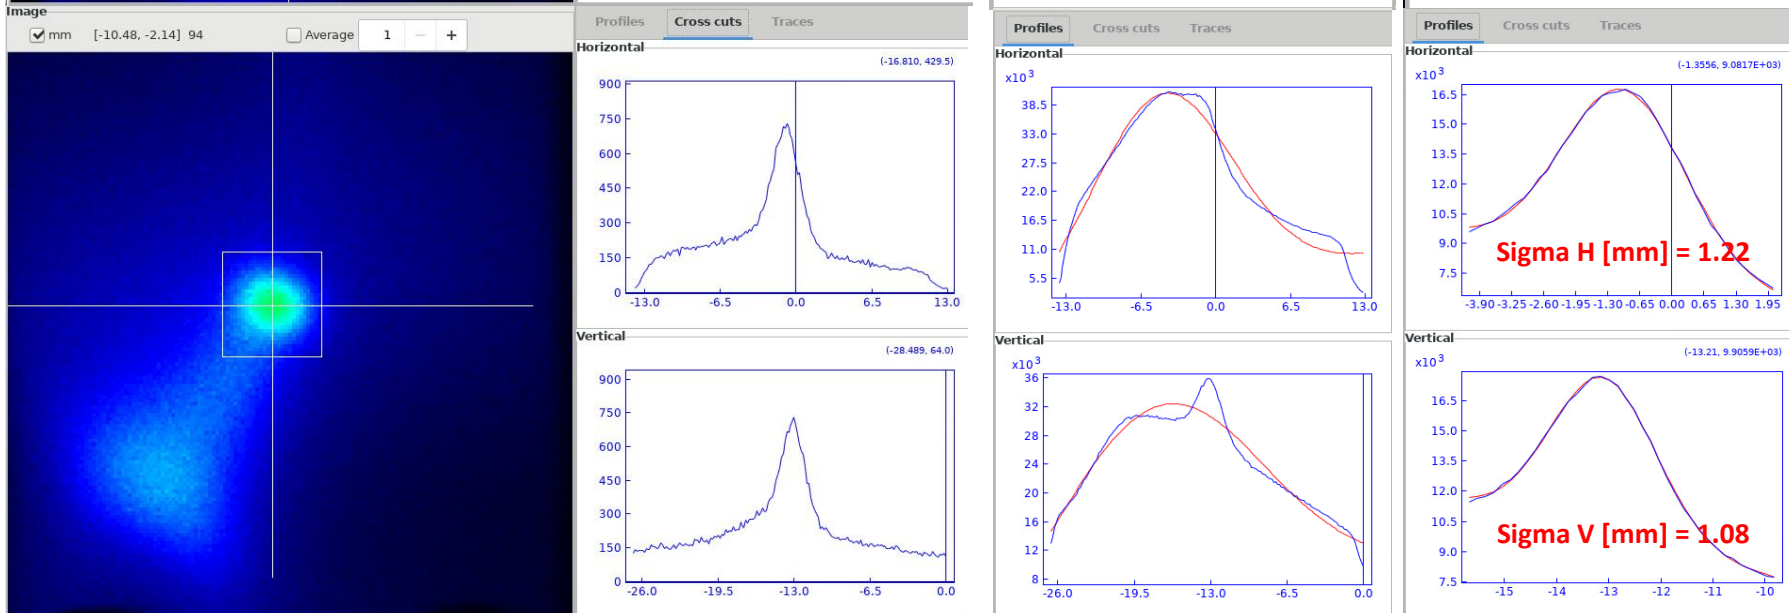 Image
mm [-10.48, -2.14] 94 Average 1 − +
Profiles Cross cuts Traces
Horizontal
(-16.810, 429.5)
900
750
600
450
300
150
0
-13.0 -6.5 0.0 6.5 13.0
Vertical
(-28.489, 64.0)
900
750
600
450
300
150
0
-26.0 -19.5 -13.0 -6.5 0.0
Profiles Cross cuts Traces
Horizontal
x10 3
38.5
33.0
27.5
22.0
16.5
11.0
5.5
-13.0 -6.5 0.0 6.5 13.0
Vertical
x10 3
36
32
28
24
20
16
12
8
-26.0 -19.5 -13.0 -6.5 0.0
Profiles Cross cuts Traces
Horizontal
(-1.3556, 9.0817E+03)
x10 3
16.5
15.0
13.5
12.0
10.5
9.0
7.5
Sigma H [mm] = 1.22
-3.90 -3.25 -2.60 -1.95 -1.30 -0.65 0.00 0.65 1.30 1.95
Vertical
(-13.21, 9.9059E+03)
x10 3
16.5
15.0
13.5
12.0
10.5
9.0
7.5
Sigma V [mm] = 1.08
-15 -14 -13 -12 -11 -10